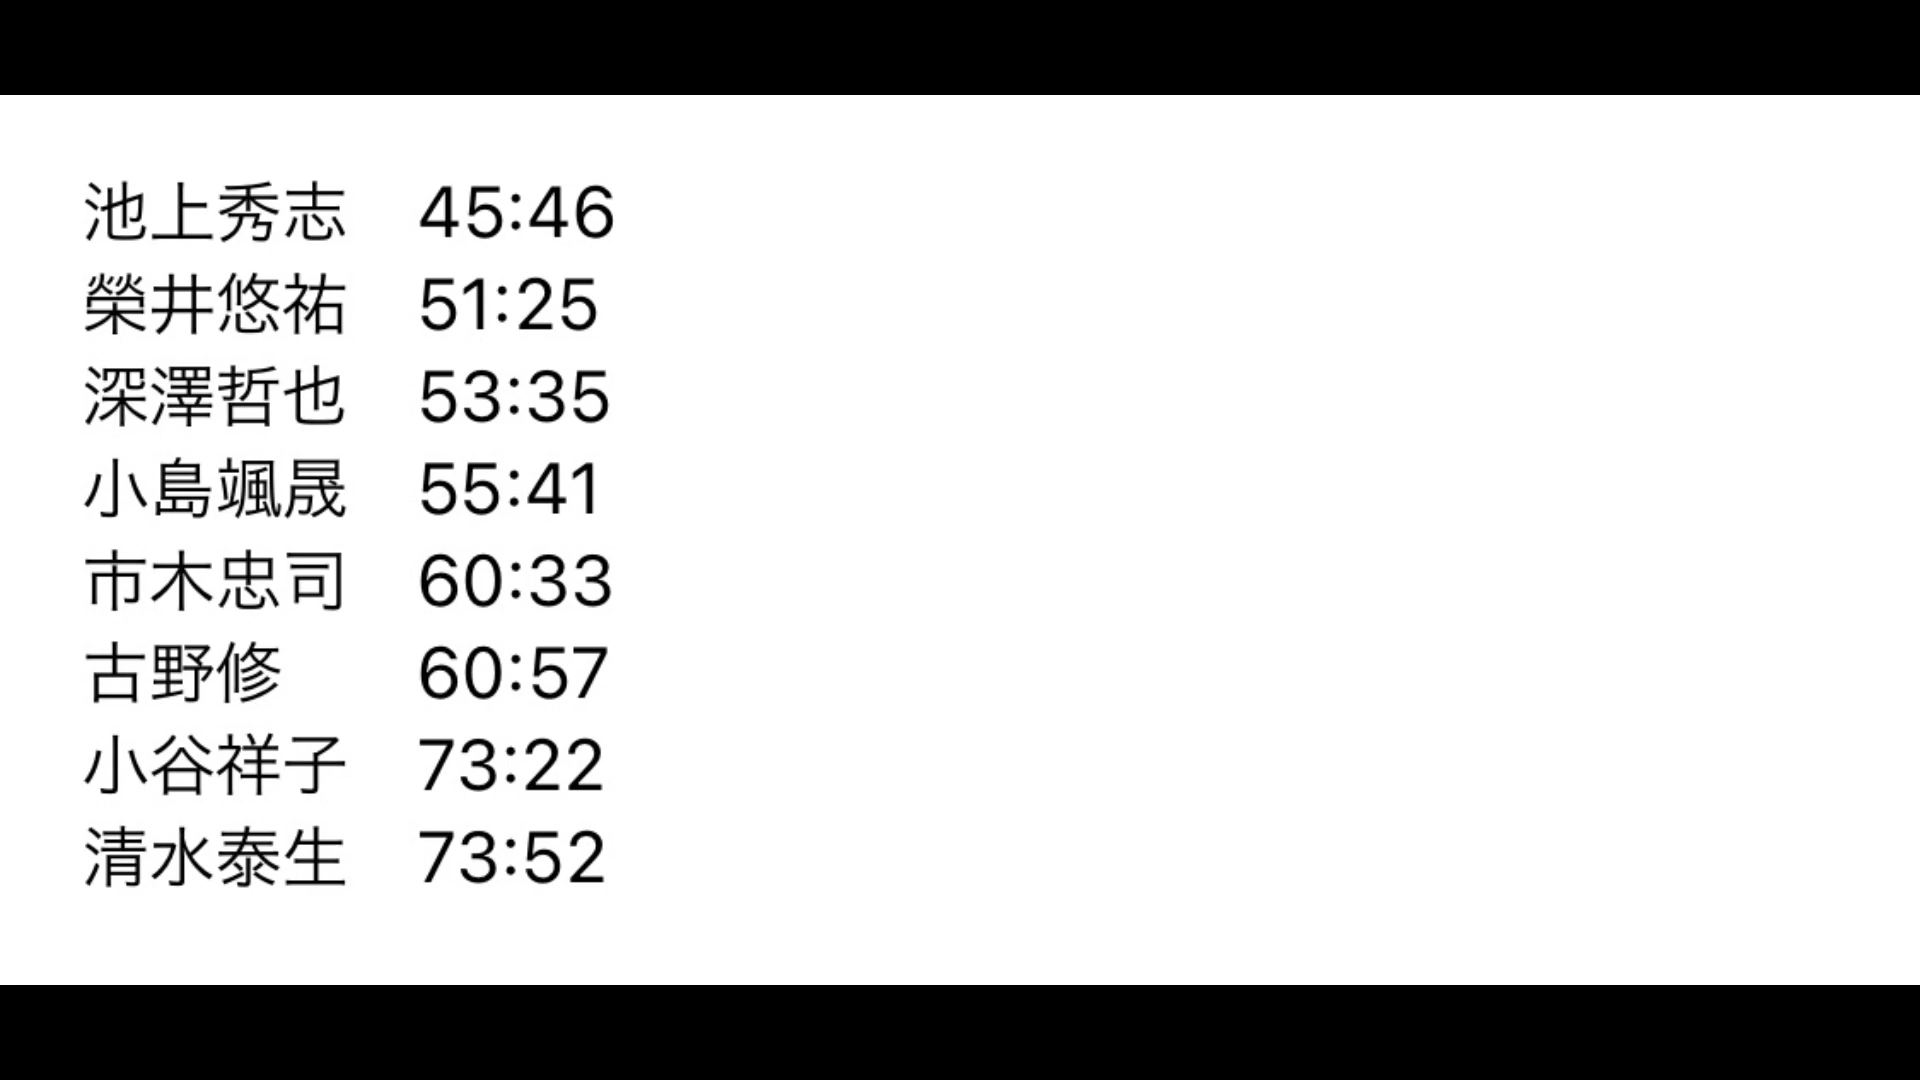 池上秀志　45:46
榮井悠祐　51:25
深澤哲也　53:35
小島颯晟　55:41
市木忠司　60:33
古野修　　60:57
小谷祥子　73:22
清水泰生　73:52